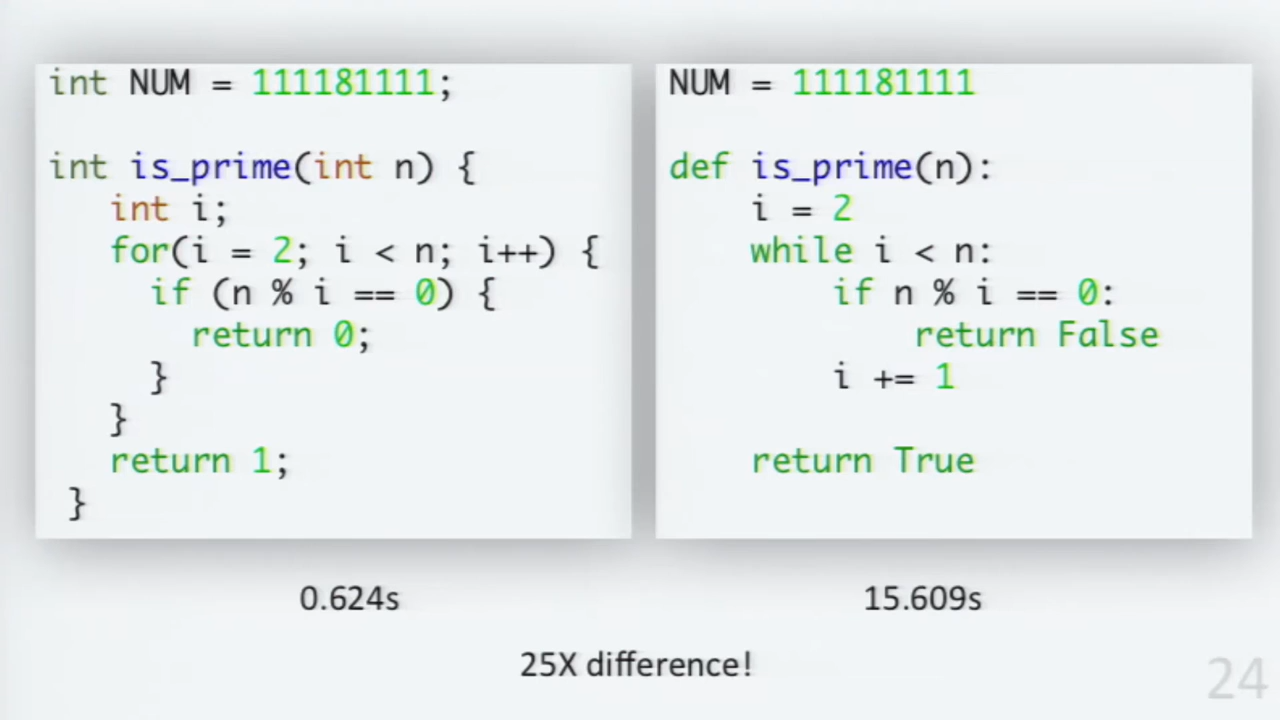 int NUM = 111181111;

int is_prime(int n) {
   int i;
   for(i = 2; i < n; i++) {
     if (n % i == 0) {
       return 0;
     }
   }
   return 1;
 }
NUM = 111181111

def is_prime(n):
    i = 2
    while i < n:
        if n % i == 0:
            return False
        i += 1

    return True
0.624s
15.609s
25X difference!
24